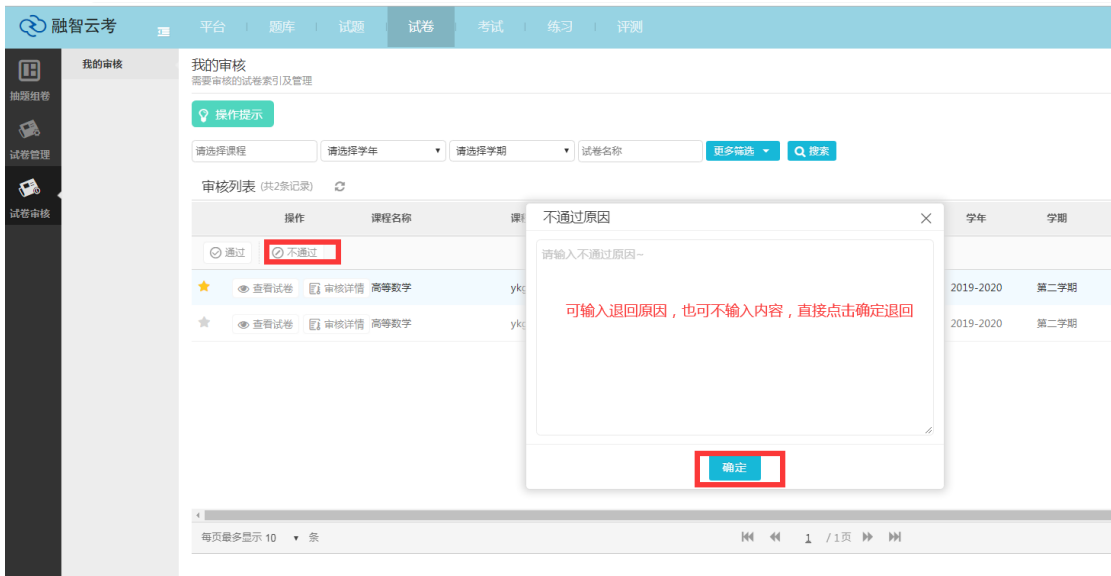 融智云考 平台 题库 试题 试卷 考试 练习 评测
抽题组卷
试卷管理
试卷审核
我的审核
我的审核
需要审核的试卷索引及管理
操作提示
请选择课程 请选择学年 请选择学期 试卷名称 更多筛选 搜索
审核列表 (共2条记录)
操作 课程名称 课程 学年 学期
通过 不通过
查看试卷 审核详情 高等数学 ykg 2019-2020 第二学期
查看试卷 审核详情 高等数学 ykg 2019-2020 第二学期
不通过原因
请输入不通过原因~
可输入退回原因，也可不输入内容，直接点击确定退回
确定
每页最多显示 10 条 1 /1页